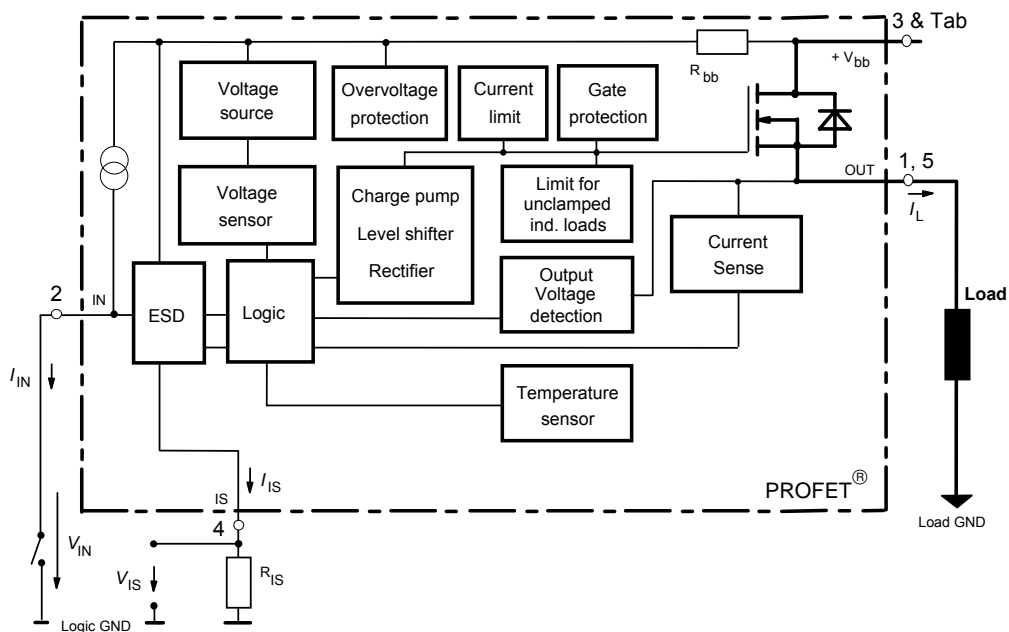 3 & Tab
R bb
+ V bb
Voltage
source
Overvoltage
protection
Current
limit
Gate
protection
Voltage
sensor
Charge pump
Level shifter
Rectifier
Limit for
unclamped
ind. loads
OUT
1, 5
I L
Current
Sense
Output
Voltage
detection
Load
2
IN
ESD
Logic
I IN
Temperature
sensor
I IS
IS
PROFET®
4
Load GND
V IN
V IS
R IS
Logic GND